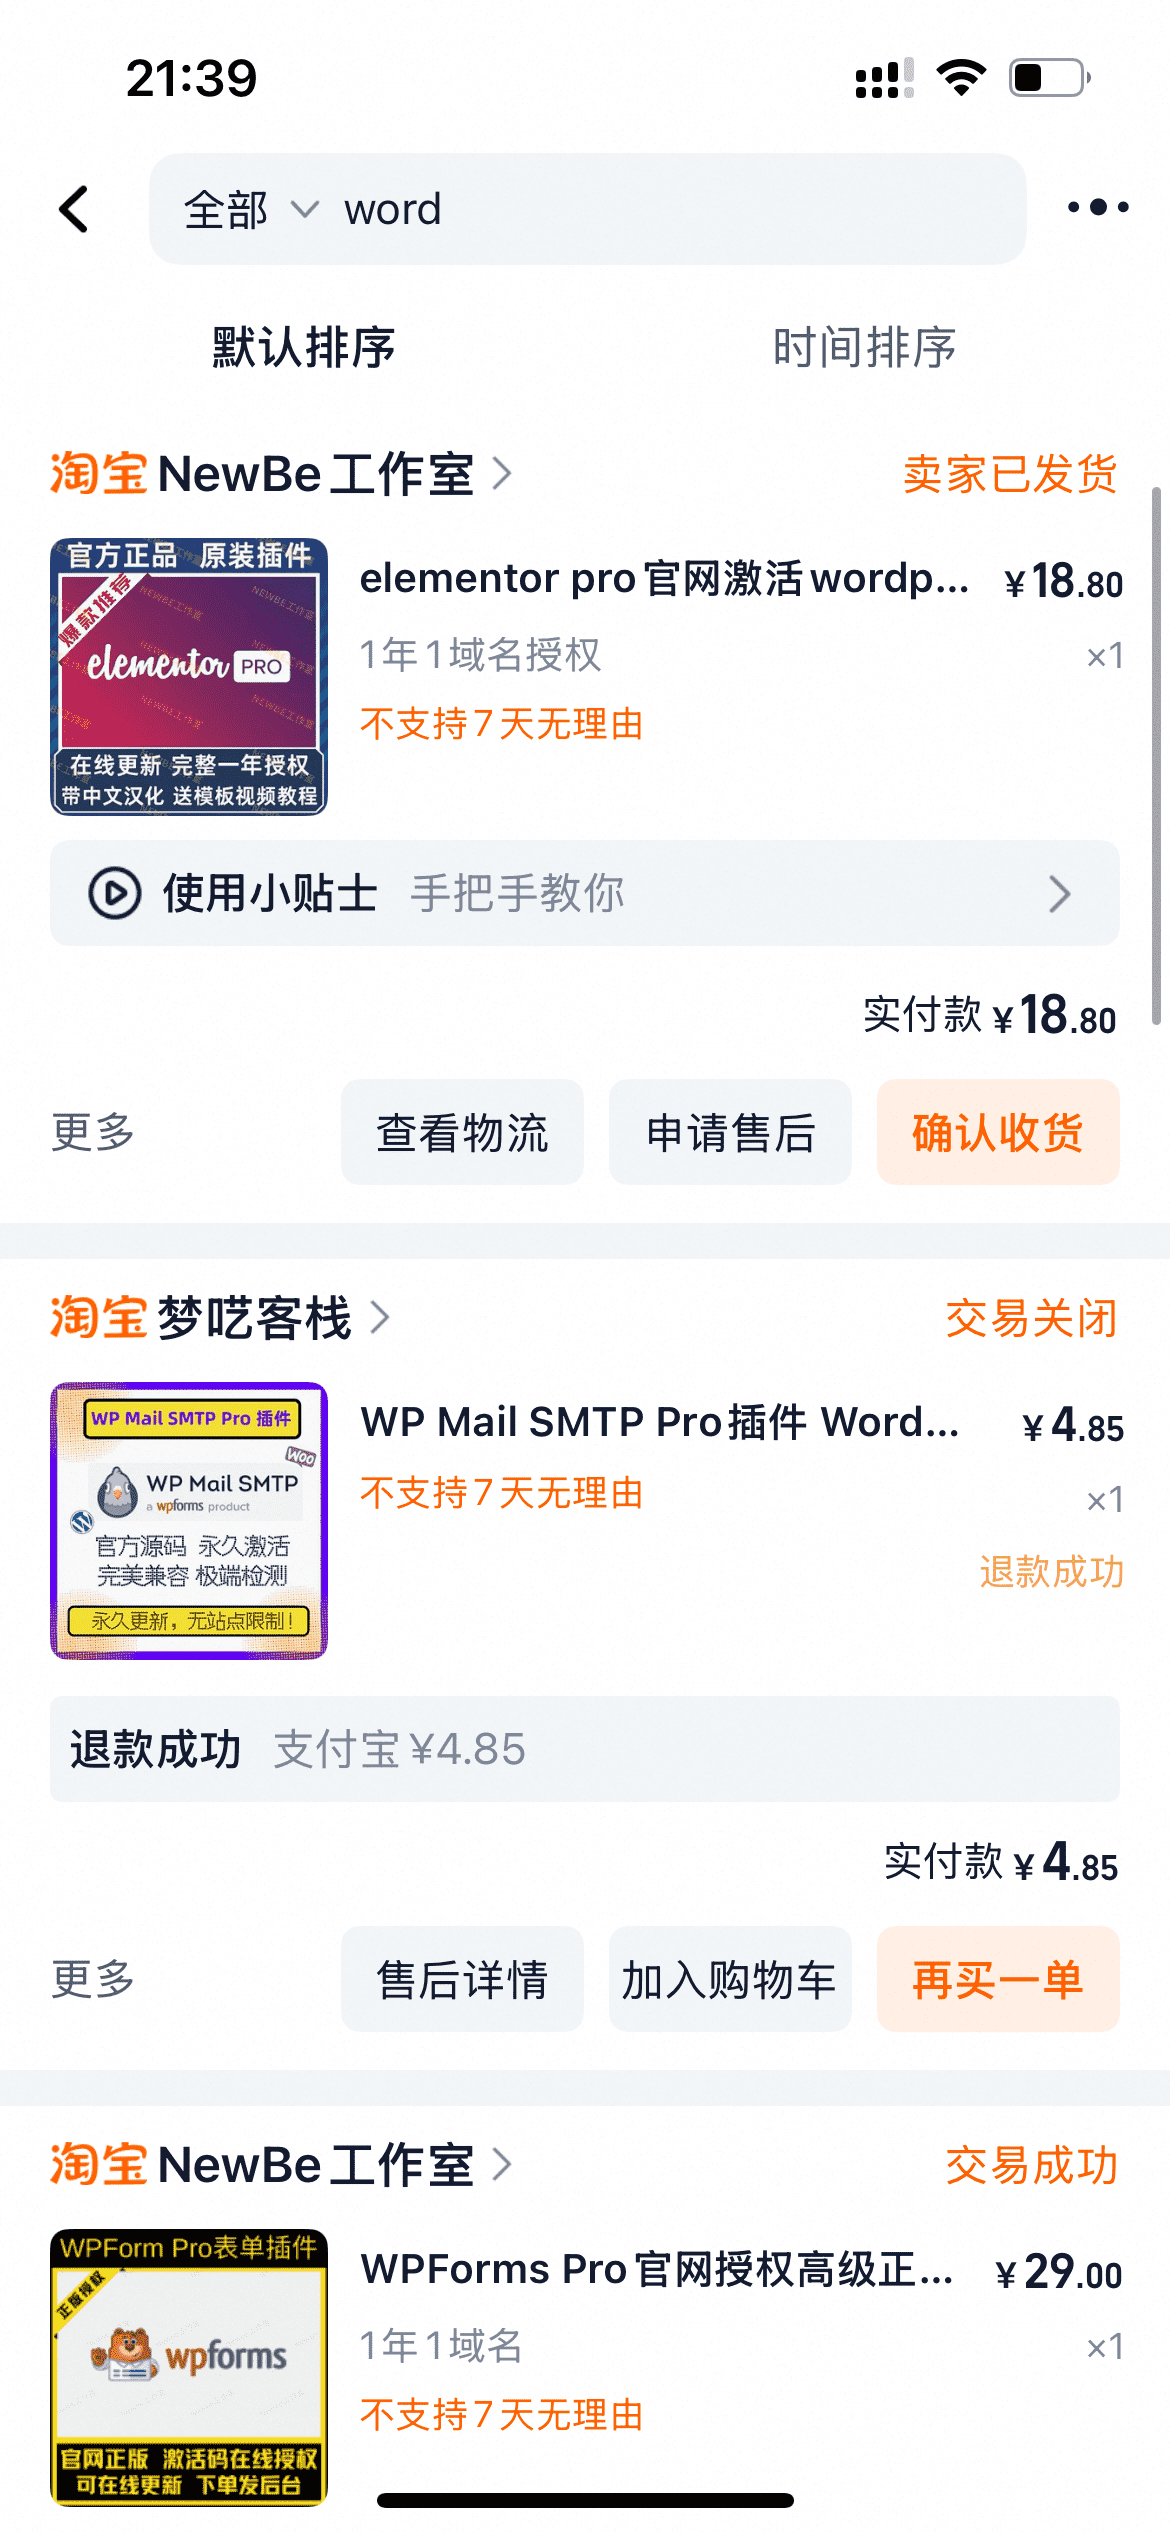 21:39
全部 word
默认排序 时间排序
淘宝 NewBe工作室 卖家已发货
官方正品 原装插件
爆款推荐
elementor PRO
在线更新 完整一年授权
带中文汉化 送模板视频教程
elementor pro官网激活wordp... ¥18.80
1年1域名授权 ×1
不支持7天无理由
使用小贴士 手把手教你
实付款 ¥18.80
更多 查看物流 申请售后 确认收货
淘宝 梦呓客栈 交易关闭
WP Mail SMTP Pro 插件
Woo
WP Mail SMTP
a wpforms product
官方源码 永久激活
完美兼容 极端检测
永久更新，无站点限制！
WP Mail SMTP Pro插件 Word... ¥4.85
不支持7天无理由 ×1
退款成功
退款成功 支付宝¥4.85
实付款 ¥4.85
更多 售后详情 加入购物车 再买一单
淘宝 NewBe工作室 交易成功
WPForm Pro表单插件
正版授权
wpforms
官网正版 激活码在线授权
可在线更新 下单发后台
WPForms Pro官网授权高级正... ¥29.00
1年1域名 ×1
不支持7天无理由